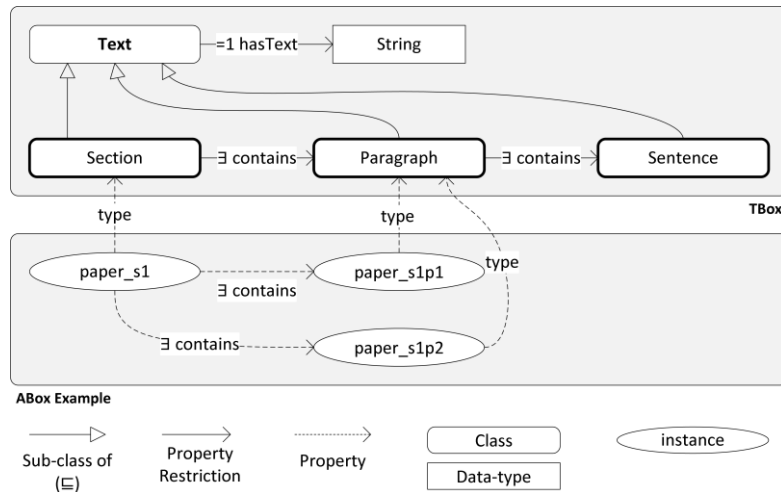 Text
=1 hasText
String
Section
∃ contains
Paragraph
∃ contains
Sentence
TBox
type
type
type
paper_s1
∃ contains
paper_s1p1
∃ contains
paper_s1p2
ABox Example
Sub-class of
(⊑)
Property
Restriction
Property
Class
Data-type
instance